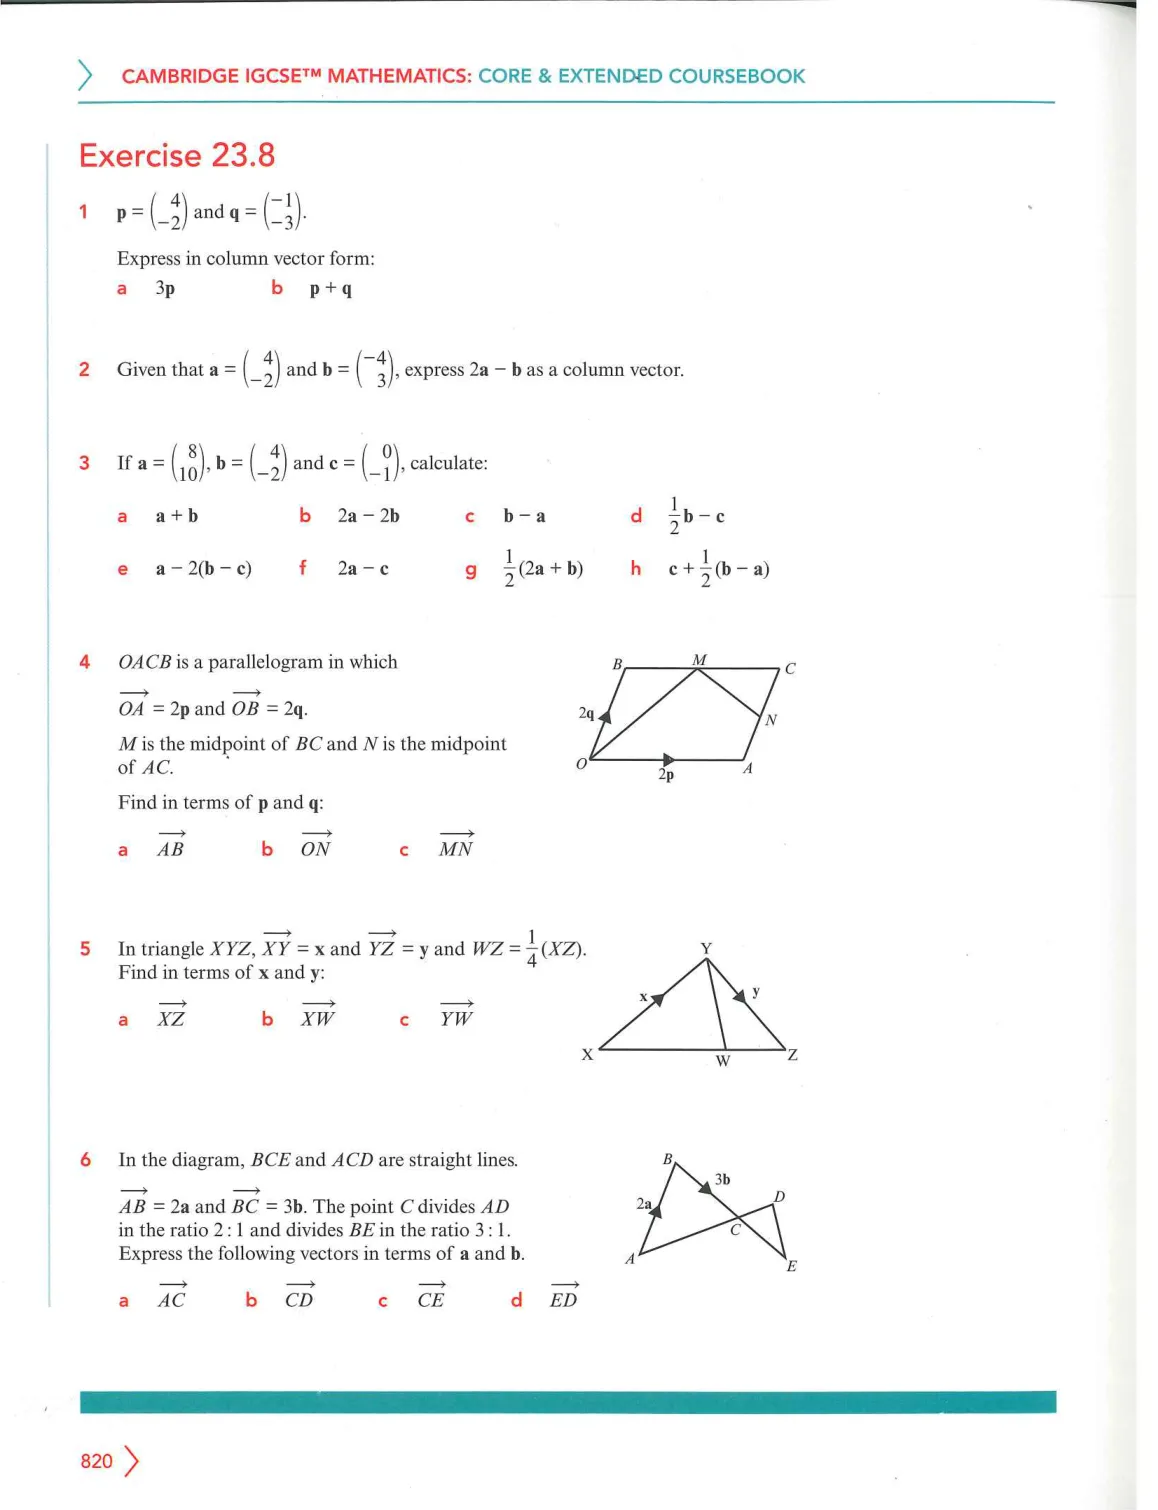 CAMBRIDGE IGCSE™ MATHEMATICS: CORE & EXTENDED COURSEBOOK
Exercise 23.8
1 p = (4 −2) and q = (−1 −3).
Express in column vector form:
a 3p b p + q
2 Given that a = (4 −2) and b = (−4 3), express 2a − b as a column vector.
3 If a = (8 10), b = (4 −2) and c = (0 −1), calculate:
a a + b b 2a − 2b c b − a d 1/2 b − c
e a − 2(b − c) f 2a − c g 1/2 (2a + b) h c + 1/2 (b − a)
4 OACB is a parallelogram in which
OA→ = 2p and OB→ = 2q.
M is the midpoint of BC and N is the midpoint
of AC.
Find in terms of p and q:
a AB→ b ON→ c MN→
B M C
2q N
O 2p A
5 In triangle XYZ, XY→ = x and YZ→ = y and WZ = 1/4 (XZ).
Find in terms of x and y:
a XZ→ b XW→ c YW→
Y
x y
X W Z
6 In the diagram, BCE and ACD are straight lines.
AB→ = 2a and BC→ = 3b. The point C divides AD
in the ratio 2 : 1 and divides BE in the ratio 3 : 1.
Express the following vectors in terms of a and b.
a AC→ b CD→ c CE→ d ED→
B 3b
2a D
C
A E
820